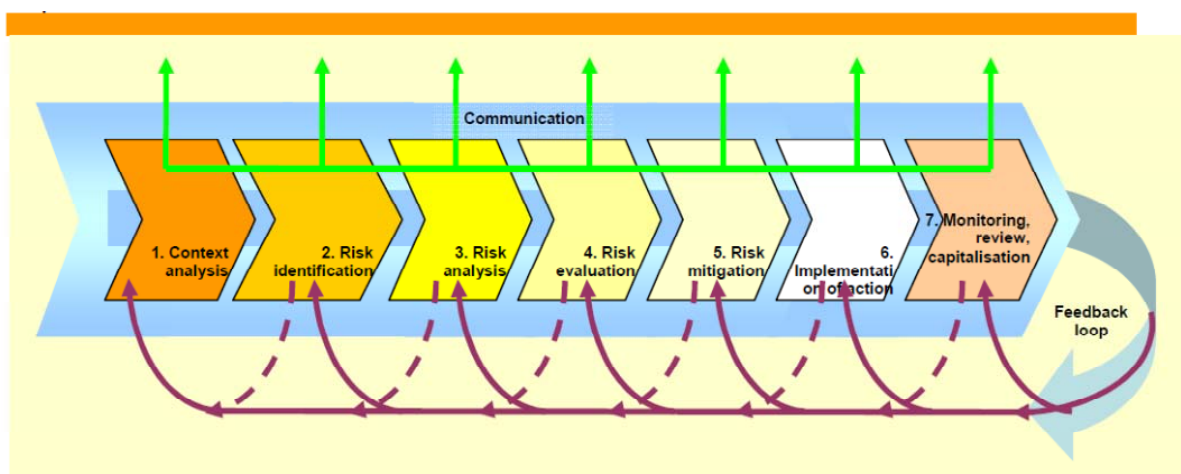 Communication
1. Context
analysis
2. Risk
identification
3. Risk
analysis
4. Risk
evaluation
5. Risk
mitigation
6.
Implementati
on of action
7. Monitoring,
review,
capitalisation
Feedback
loop